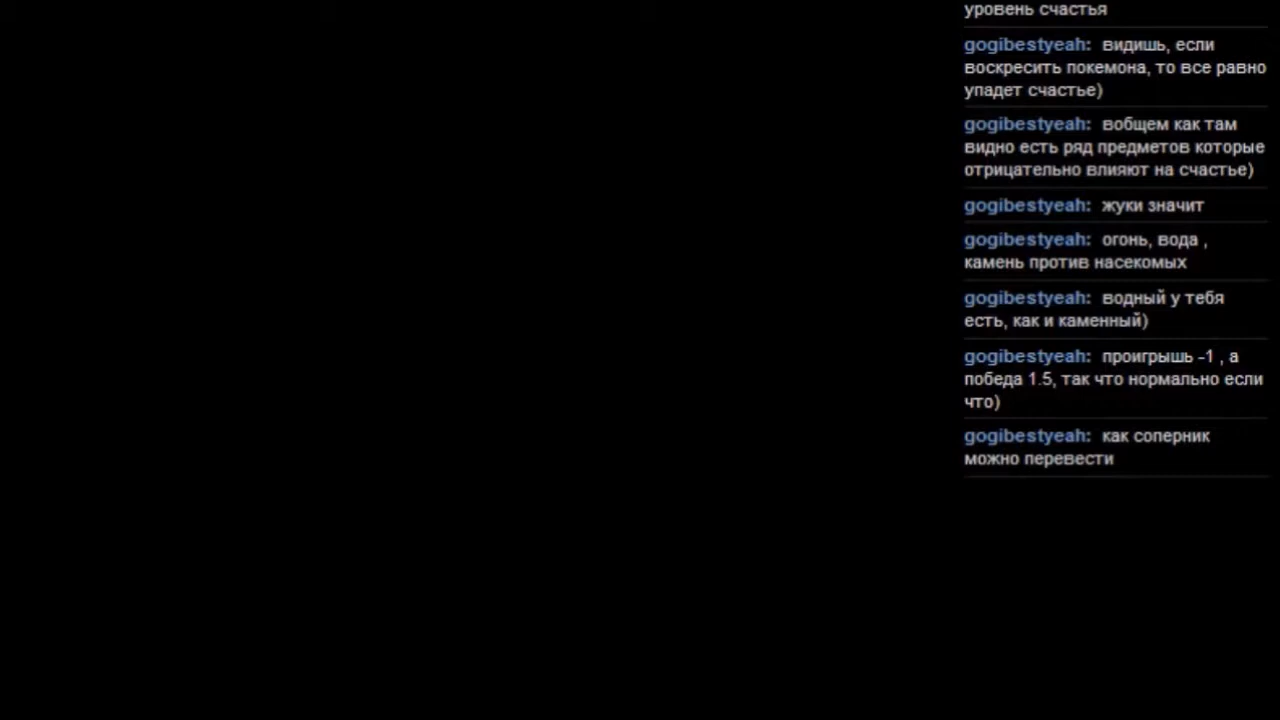 уровень счастья
gogibestyeah: видишь, если
воскресить покемона, то все равно
упадет счастье)
gogibestyeah: вобщем как там
видно есть ряд предметов которые
отрицательно влияют на счастье)
gogibestyeah: жуки значит
gogibestyeah: огонь, вода ,
камень против насекомых
gogibestyeah: водный у тебя
есть, как и каменный)
gogibestyeah: проигрышь -1 , а
победа 1.5, так что нормально если
что)
gogibestyeah: как соперник
можно перевести